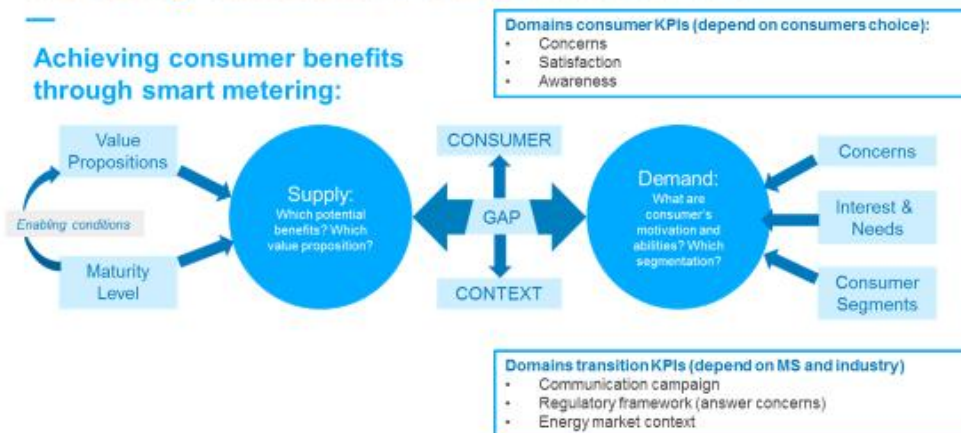 Domains consumer KPIs (depend on consumers choice):
• Concerns
• Satisfaction
• Awareness
Achieving consumer benefits
through smart metering:
Value
Propositions
Enabling conditions
Maturity
Level
Supply:
Which potential
benefits? Which
value proposition?
CONSUMER
GAP
CONTEXT
Demand:
What are
consumer's
motivation and
abilities? Which
segmentation?
Concerns
Interest &
Needs
Consumer
Segments
Domains transition KPIs (depend on MS and industry)
• Communication campaign
• Regulatory framework (answer concerns)
• Energy market context